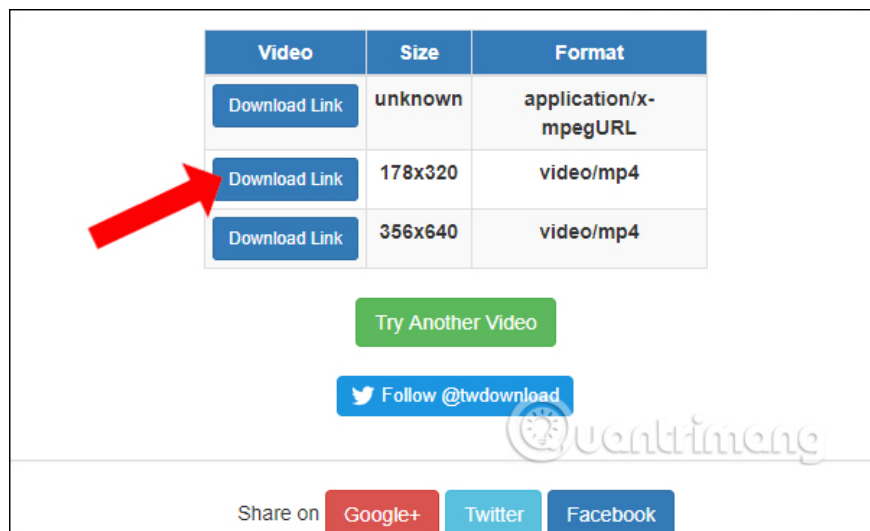 Video Size Format
Download Link unknown application/x-
mpegURL
Download Link 178x320 video/mp4
Download Link 356x640 video/mp4
Try Another Video
Follow @twdownload
Quantrimang
Share on Google+ Twitter Facebook